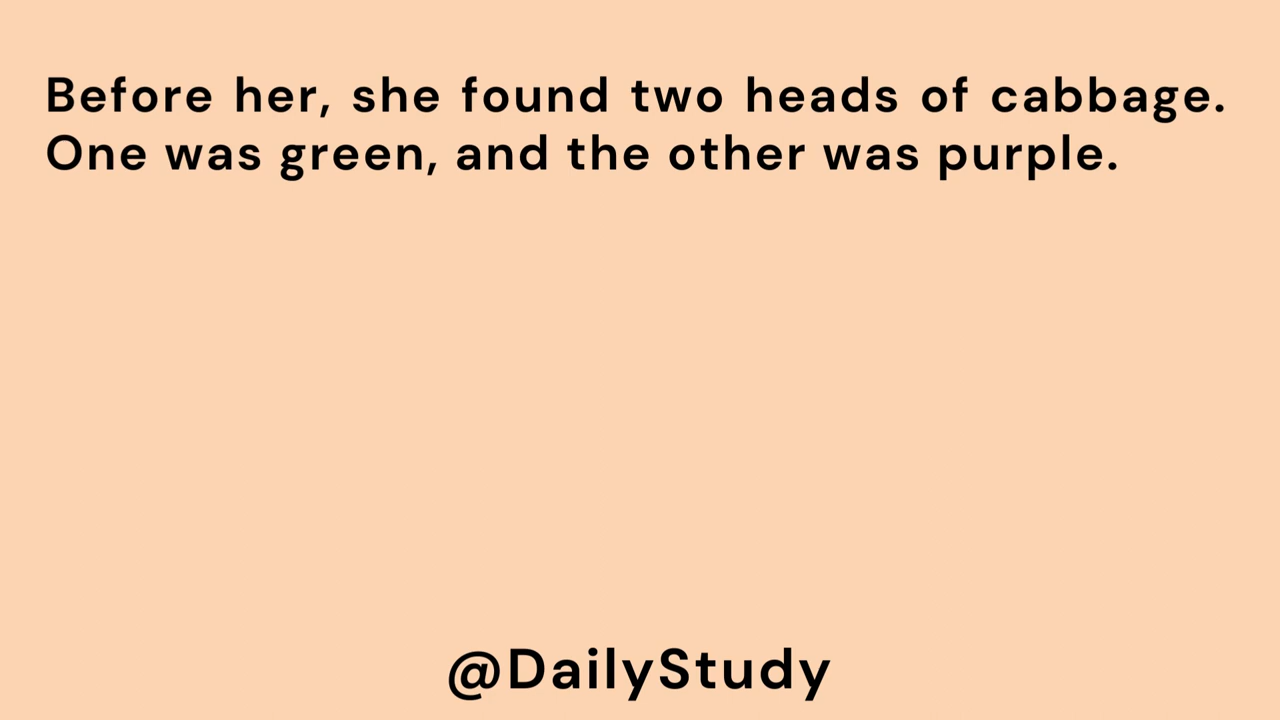 Before her, she found two heads of cabbage.
One was green, and the other was purple.
@DailyStudy